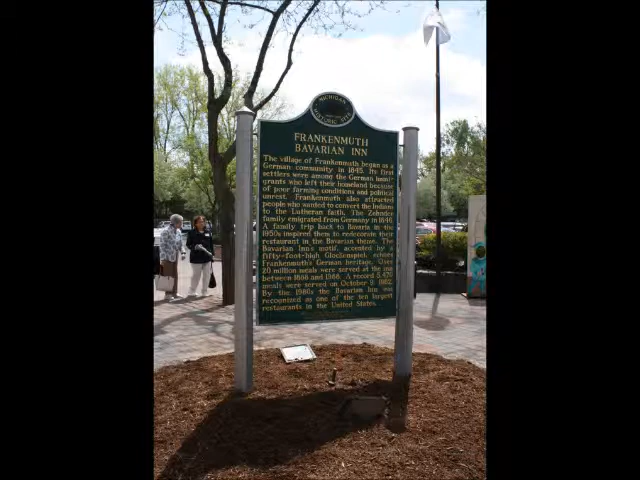 MICHIGAN
HISTORIC SITE
FRANKENMUTH
BAVARIAN INN
The village of Frankenmuth began as a
German community in 1845. Its first
settlers were among the German immi-
grants who left their homeland because
of poor farming conditions and political
unrest. Frankenmuth also attracted
people who wanted to convert the Indians
to the Lutheran faith. The Zehnder
family emigrated from Germany in 1846.
A family trip back to Bavaria in the
1950s inspired them to redecorate their
restaurant in the Bavarian theme. The
Bavarian Inn's motif, accented by a
fifty-foot-high Glockenspiel, echoes
Frankenmuth's German heritage. Over
20 million meals were served at the inn
between 1888 and 1988. A record 5,470
meals were served on October 9, 1982.
By the 1980s the Bavarian Inn was
recognized as one of the ten largest
restaurants in the United States.